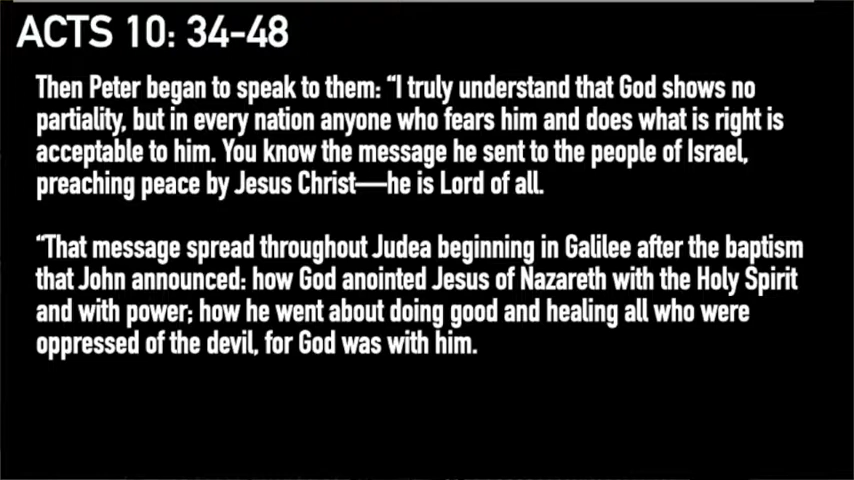 ACTS 10: 34-48
Then Peter began to speak to them: “I truly understand that God shows no
partiality, but in every nation anyone who fears him and does what is right is
acceptable to him. You know the message he sent to the people of Israel,
preaching peace by Jesus Christ—he is Lord of all.
“That message spread throughout Judea beginning in Galilee after the baptism
that John announced: how God anointed Jesus of Nazareth with the Holy Spirit
and with power; how he went about doing good and healing all who were
oppressed of the devil, for God was with him.